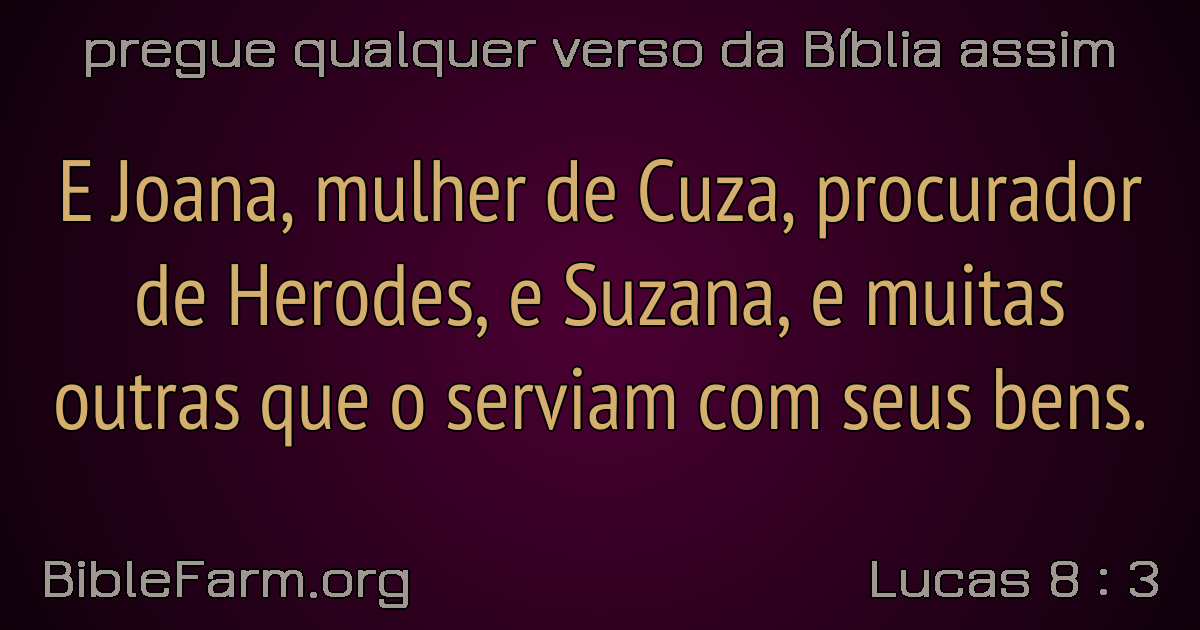 pregue qualquer verso da Bíblia assim
E Joana, mulher de Cuza, procurador
de Herodes, e Suzana, e muitas
outras que o serviam com seus bens.
BibleFarm.org
Lucas 8 : 3